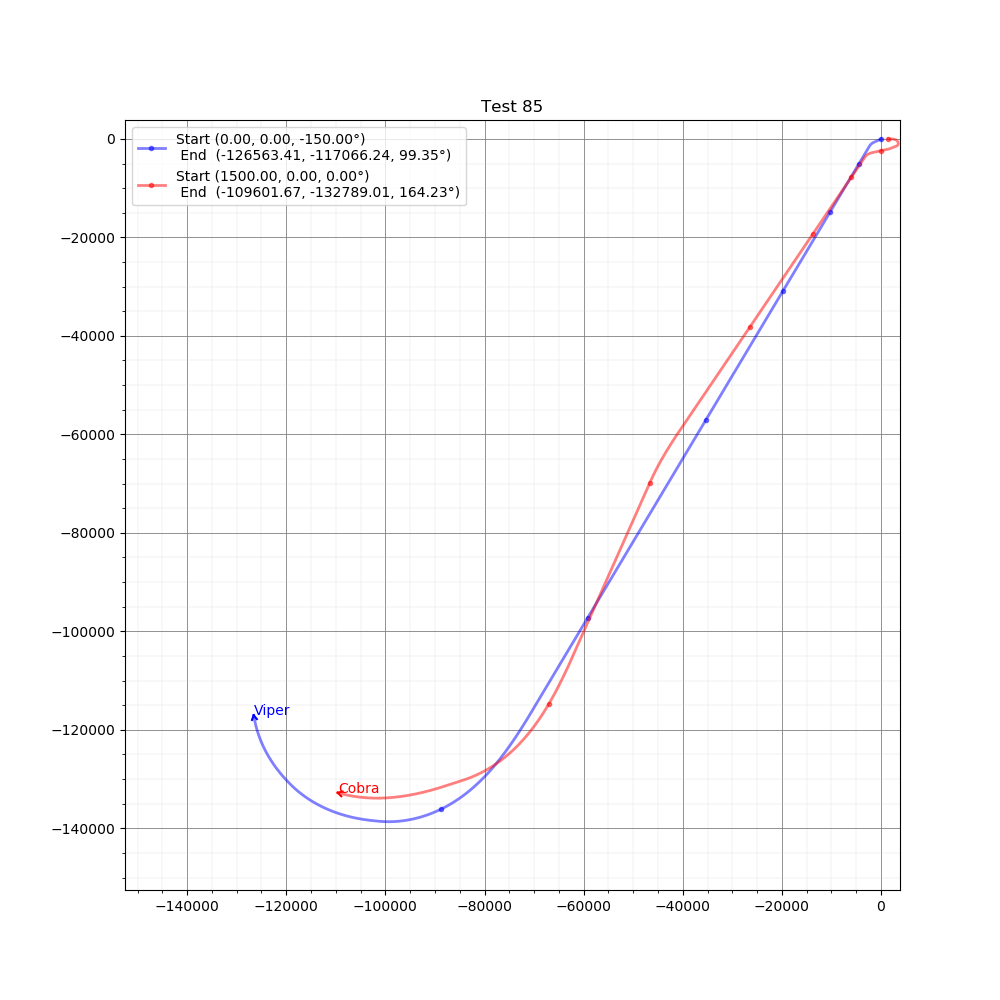 Test 85
Start (0.00, 0.00, -150.00°)
End (-126563.41, -117066.24, 99.35°)
Start (1500.00, 0.00, 0.00°)
End (-109601.67, -132789.01, 164.23°)
0
−20000
−40000
−60000
−80000
−100000
−120000
−140000
Viper
Cobra
−140000
−120000
−100000
−80000
−60000
−40000
−20000
0